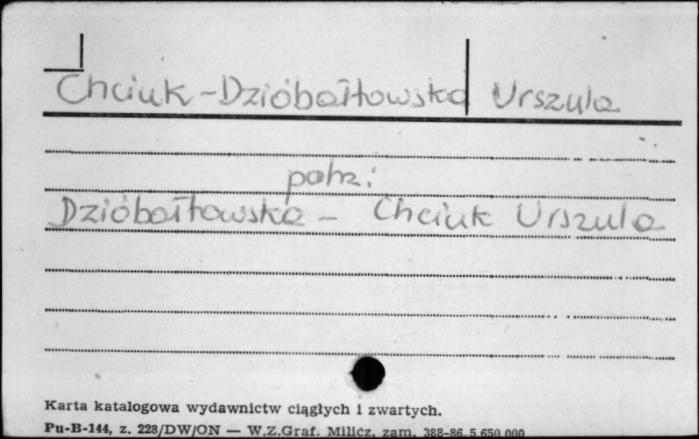 Chciuk-Dzióbałtowska Urszula
patrz:
Dzióbałtowska - Chciuk Urszula
Karta katalogowa wydawnictw ciągłych i zwartych.
Pu-B-144, z. 228/DW/ON — W.Z.Graf. Milicz, zam. 388-86 5 650 000